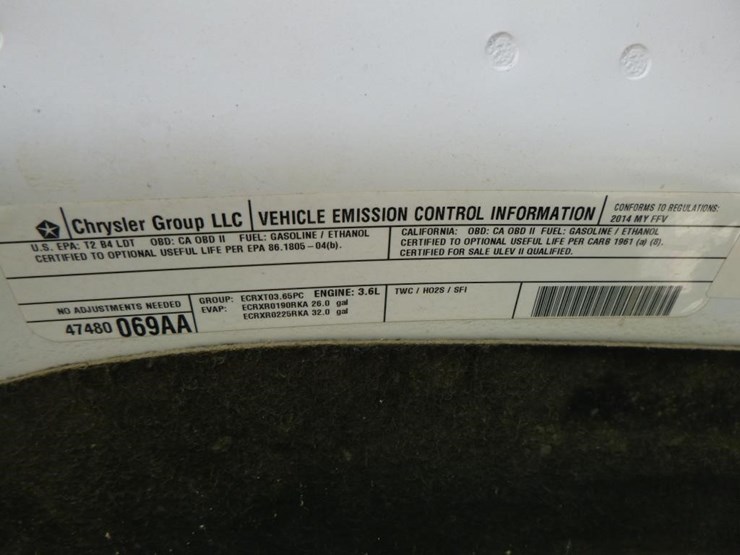 Chrysler Group LLC
VEHICLE EMISSION CONTROL INFORMATION
CONFORMS TO REGULATIONS:
2014 MY FFV
U.S. EPA: T2 B4 LDT OBD: CA OBD II FUEL: GASOLINE / ETHANOL
CERTIFIED TO OPTIONAL USEFUL LIFE PER EPA 86.1805-04(b).
CALIFORNIA: OBD: CA OBD II FUEL: GASOLINE / ETHANOL
CERTIFIED TO OPTIONAL USEFUL LIFE PER CARB 1961 (a) (8).
CERTIFIED FOR SALE ULEV II QUALIFIED.
NO ADJUSTMENTS NEEDED
47480 069AA
GROUP: ECRXT03.65PC ENGINE: 3.6L
EVAP: ECRXR0190RKA 26.0 gal
ECRXR0225RKA 32.0 gal
TWC / HO2S / SFI